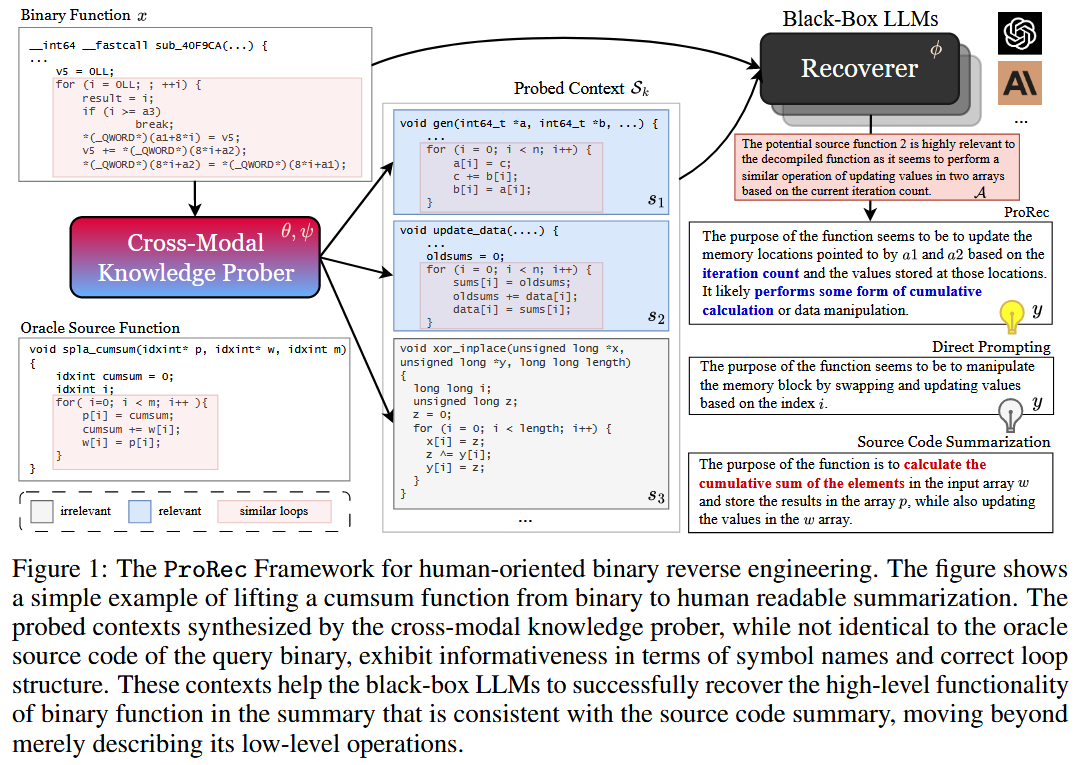 Binary Function x
__int64 __fastcall sub_40F9CA(...) {
...
v5 = 0LL;
for (i = 0LL; ; ++i) {
result = i;
if (i >= a3)
break;
*(_QWORD*)(a1+8*i) = v5;
v5 += *(_QWORD*)(8*i+a2);
*(_QWORD*)(8*i+a2) = *(_QWORD*)(8*i+a1);
Cross-Modal
Knowledge Prober
θ, ψ
Oracle Source Function
void spla_cumsum(idxint* p, idxint* w, idxint m)
{
idxint cumsum = 0;
idxint i;
for( i=0; i < m; i++ ){
p[i] = cumsum;
cumsum += w[i];
w[i] = p[i];
}
}
irrelevant
relevant
similar loops
Probed Context Sₖ
void gen(int64_t *a, int64_t *b, ...) {
...
for (i = 0; i < n; i++) {
a[i] = c;
c += b[i];
b[i] = a[i];
}
s₁
void update_data(....) {
...
oldsums = 0;
for (i = 0; i < n; i++) {
sums[i] = oldsums;
oldsums += data[i];
data[i] = sums[i];
}
s₂
void xor_inplace(unsigned long *x,
unsigned long *y, long long length)
{
long long i;
unsigned long z;
z = 0;
for (i = 0; i < length; i++) {
x[i] = z;
z ^= y[i];
y[i] = z;
}
}
s₃
...
Black-Box LLMs
Recoverer
ϕ
AI
...
The potential source function 2 is highly relevant to
the decompiled function as it seems to perform a
similar operation of updating values in two arrays
based on the current iteration count.
A
ProRec
The purpose of the function seems to be to update the
memory locations pointed to by a1 and a2 based on the
iteration count and the values stored at those locations.
It likely performs some form of cumulative
calculation or data manipulation.
y
Direct Prompting
The purpose of the function seems to be to manipulate
the memory block by swapping and updating values
based on the index i.
y
Source Code Summarization
The purpose of the function is to calculate the
cumulative sum of the elements in the input array w
and store the results in the array p, while also updating
the values in the w array.
Figure 1: The ProRec Framework for human-oriented binary reverse engineering. The figure shows
a simple example of lifting a cumsum function from binary to human readable summarization. The
probed contexts synthesized by the cross-modal knowledge prober, while not identical to the oracle
source code of the query binary, exhibit informativeness in terms of symbol names and correct loop
structure. These contexts help the black-box LLMs to successfully recover the high-level functionality
of binary function in the summary that is consistent with the source code summary, moving beyond
merely describing its low-level operations.